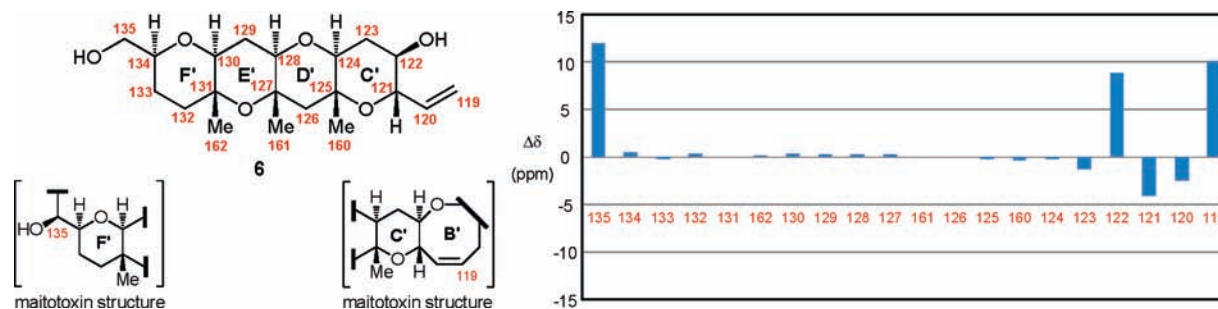 135
H
O
H
129
H
O
H
123
OH
HO
134
130
128
124
122
F'
E'
D'
C'
121
133
131
127
125
119
132
O
126
O
120
Me
Me
Me
H
162
161
160
6
HO
135
H
O
H
F'
Me
maitotoxin structure
H
H
O
C'
B'
O
Me
H
119
maitotoxin structure
Δδ
(ppm)
15
10
5
0
-5
-10
-15
135 134 133 132 131 162 130 129 128 127 161 126 125 160 124 123 122 121 120 11